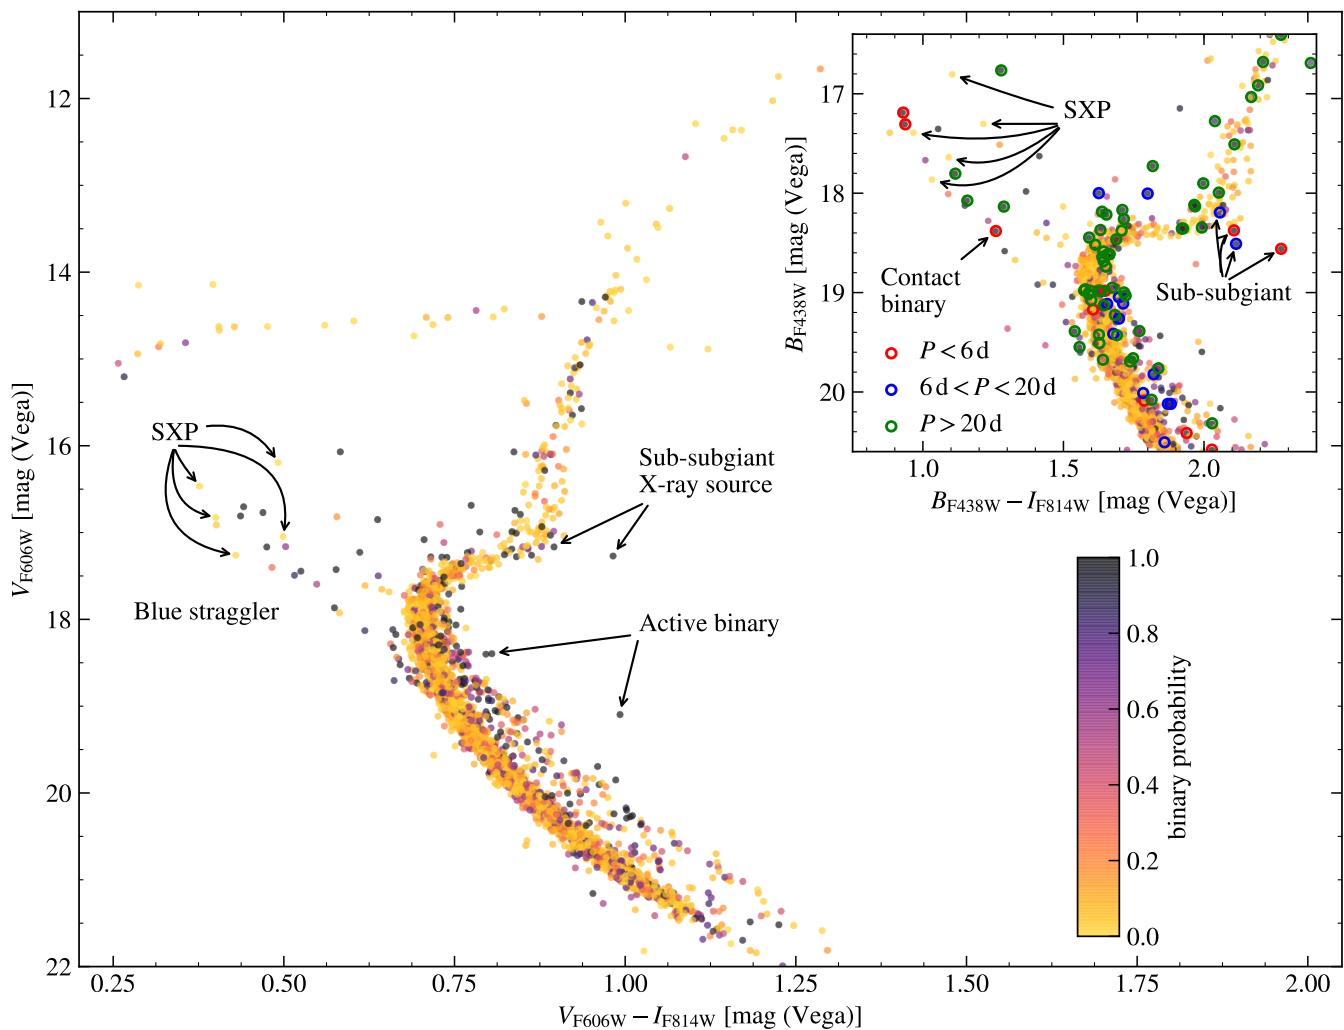 12
13
14
15
16
18
20
22
0.25
0.50
0.75
1.00
1.25
1.50
1.75
2.00
V_F606W [mag (Vega)]
V_F606W − I_F814W [mag (Vega)]
SXP
Blue straggler
Sub-subgiant
X-ray source
Active binary
17
18
19
20
1.0
1.5
2.0
B_F438W [mag (Vega)]
B_F438W − I_F814W [mag (Vega)]
SXP
Contact
binary
Sub-subgiant
P < 6 d
6 d < P < 20 d
P > 20 d
1.0
0.8
0.6
0.4
0.2
0.0
binary probability